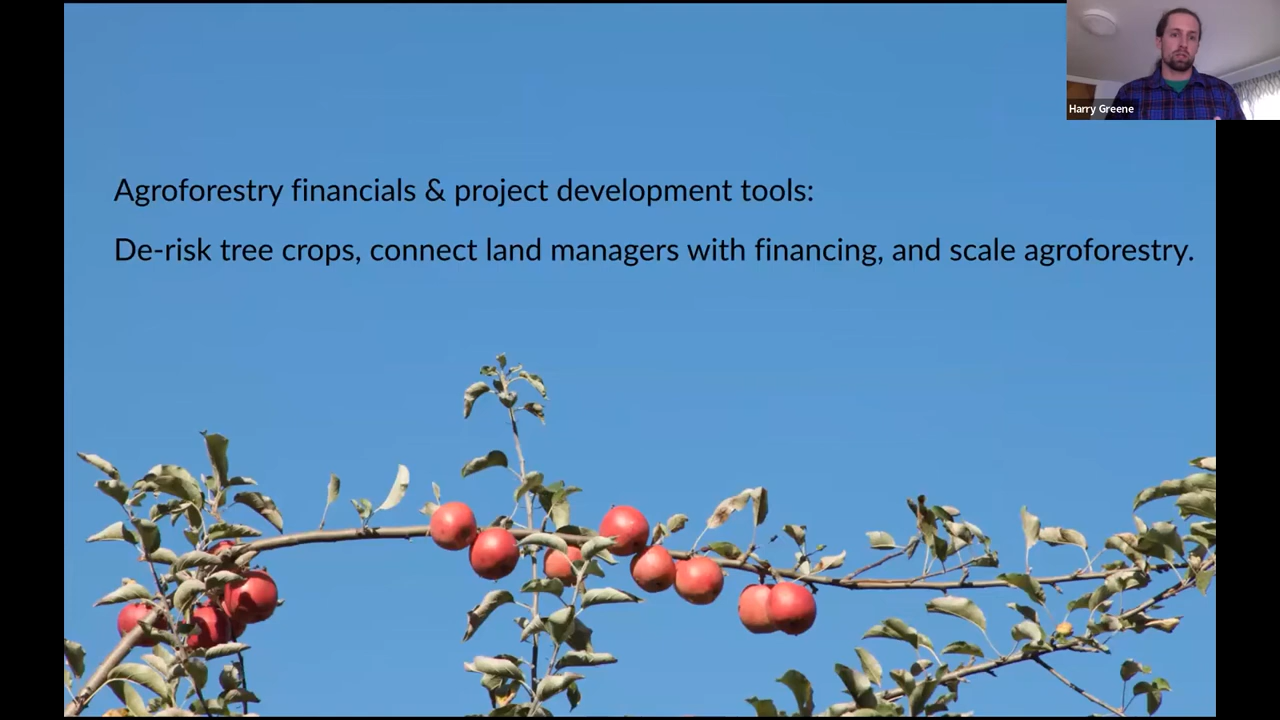 Harry Greene
Agroforestry financials & project development tools:
De-risk tree crops, connect land managers with financing, and scale agroforestry.